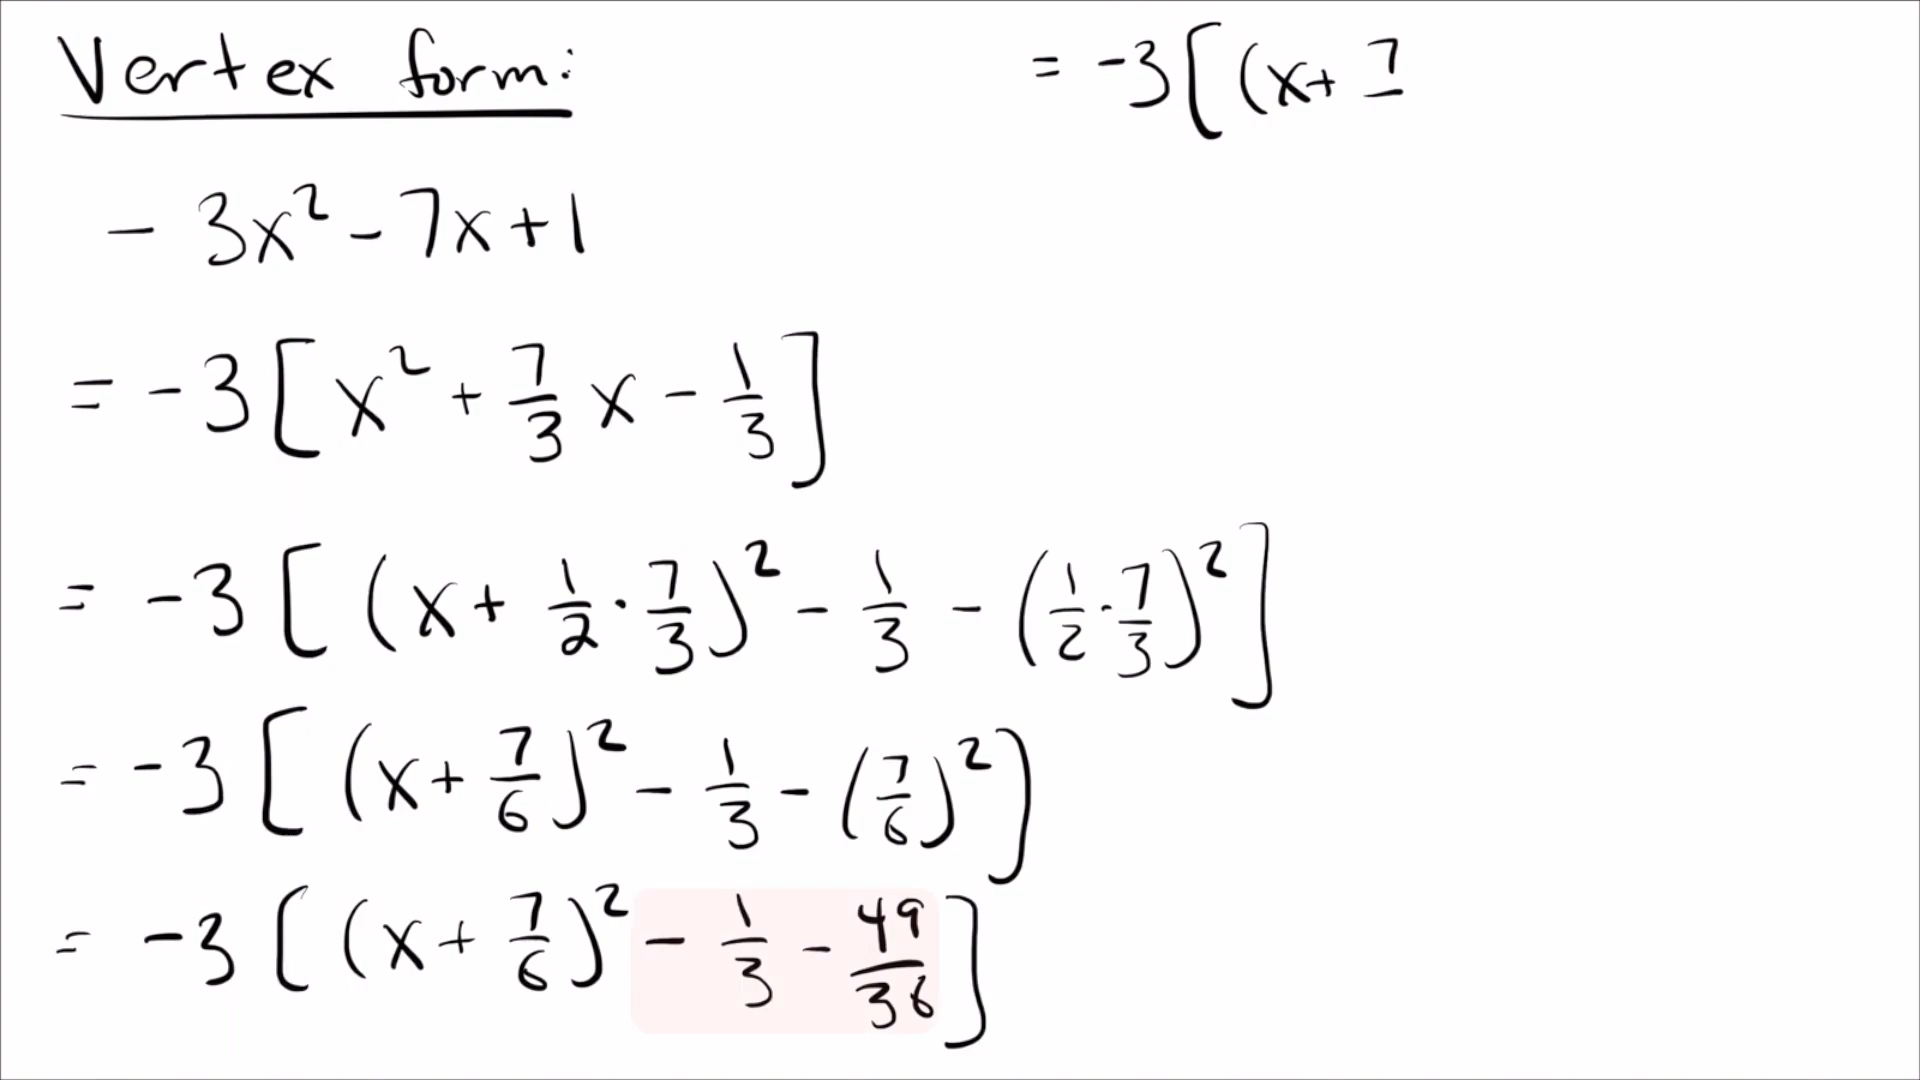 Vertex form:
- 3x² - 7x + 1
= -3[x² + 7/3 x - 1/3]
= -3[(x + 1/2 · 7/3)² - 1/3 - (1/2 · 7/3)²]
= -3[(x + 7/6)² - 1/3 - (7/6)²]
= -3[(x + 7/6)² - 1/3 - 49/36]
= -3[(x + 7